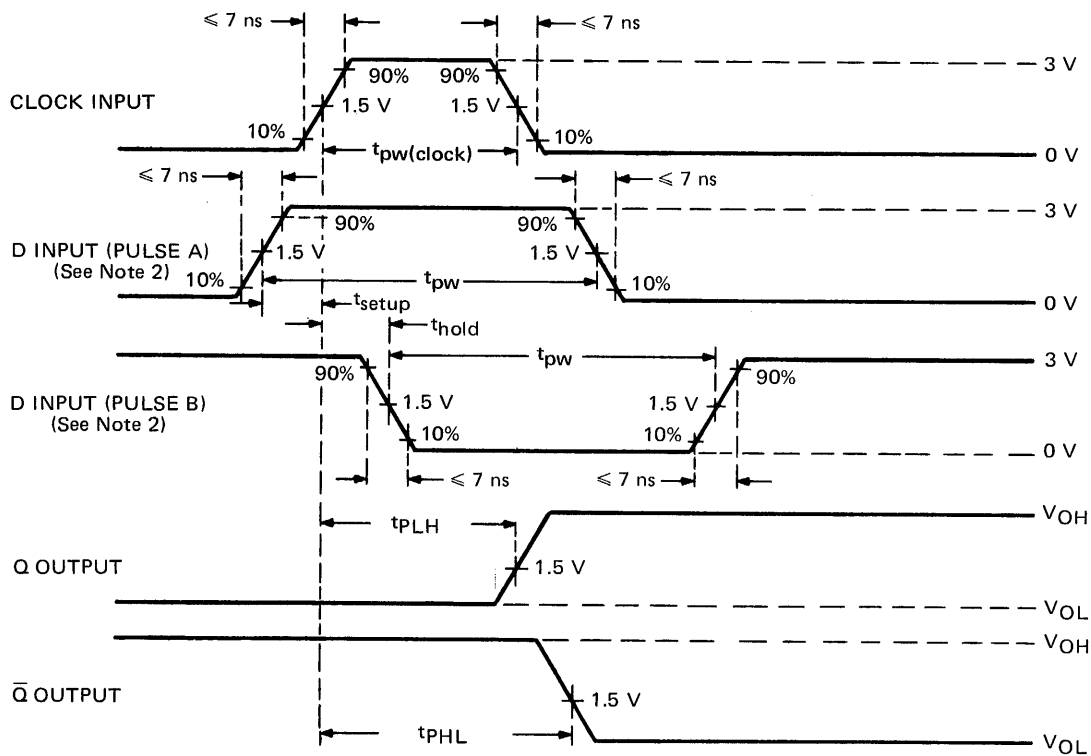 ≤ 7 ns ≤ 7 ns
90% 90% 3 V
CLOCK INPUT 1.5 V 1.5 V
10% 10%
tpw(clock) 0 V
≤ 7 ns ≤ 7 ns
90% 90% 3 V
D INPUT (PULSE A) 1.5 V 1.5 V
(See Note 2)
10% tpw 10%
tsetup 0 V
thold
tpw 3 V
90% 90%
D INPUT (PULSE B) 1.5 V 1.5 V
(See Note 2)
10% 10%
0 V
≤ 7 ns ≤ 7 ns
tPLH VOH
Q OUTPUT 1.5 V
VOL
VOH
Q̅ OUTPUT 1.5 V
tPHL VOL